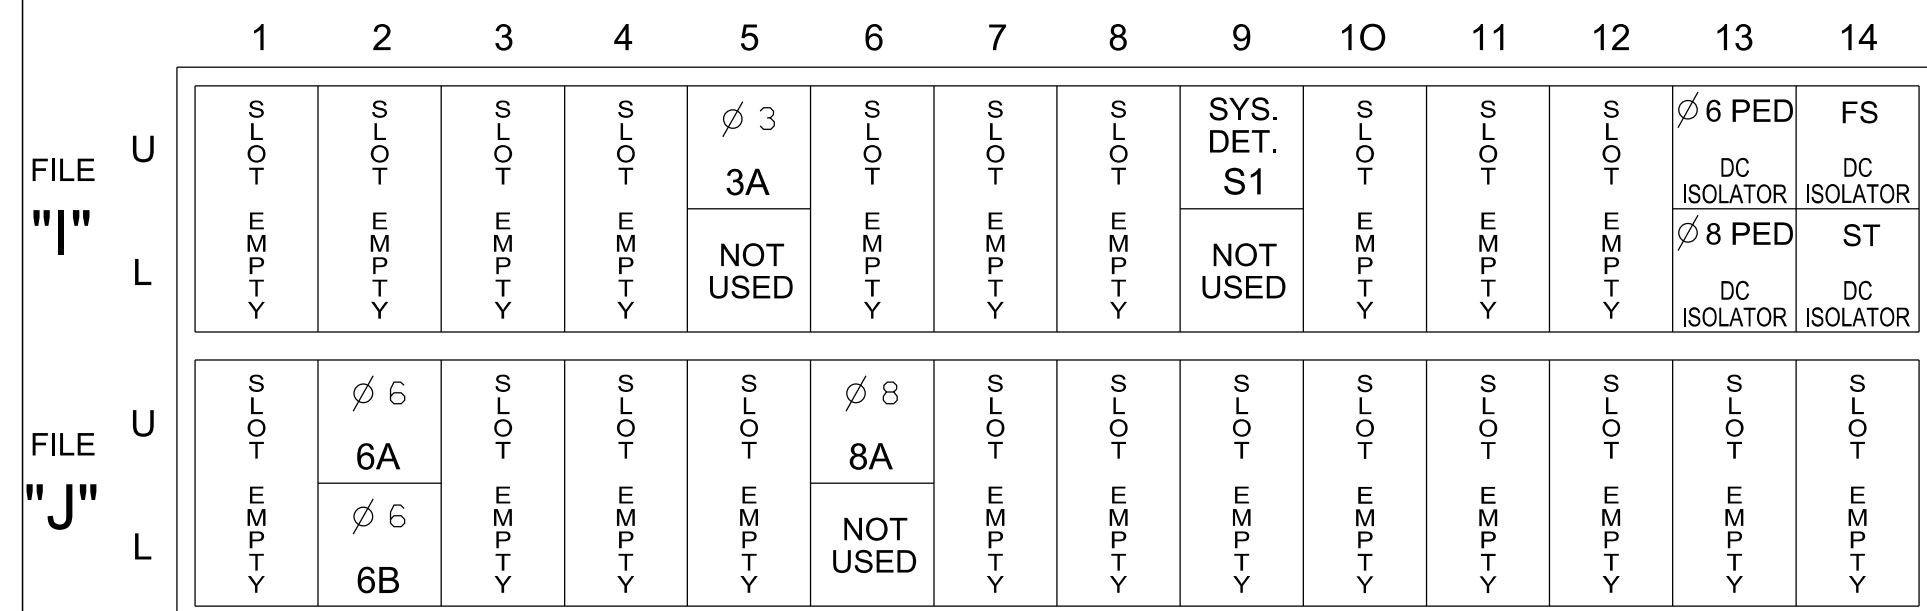 1 2 3 4 5 6 7 8 9 10 11 12 13 14
FILE "I"
U
L
SLOT EMPTY
SLOT EMPTY
SLOT EMPTY
SLOT EMPTY
Ø 3
3A
NOT
USED
SLOT EMPTY
SLOT EMPTY
SLOT EMPTY
SYS.
DET.
S1
NOT
USED
SLOT EMPTY
SLOT EMPTY
SLOT EMPTY
Ø 6 PED
DC
ISOLATOR
Ø 8 PED
DC
ISOLATOR
FS
DC
ISOLATOR
ST
DC
ISOLATOR
FILE "J"
U
L
SLOT EMPTY
Ø 6
6A
Ø 6
6B
SLOT EMPTY
SLOT EMPTY
SLOT EMPTY
Ø 8
8A
NOT
USED
SLOT EMPTY
SLOT EMPTY
SLOT EMPTY
SLOT EMPTY
SLOT EMPTY
SLOT EMPTY
SLOT EMPTY
SLOT EMPTY